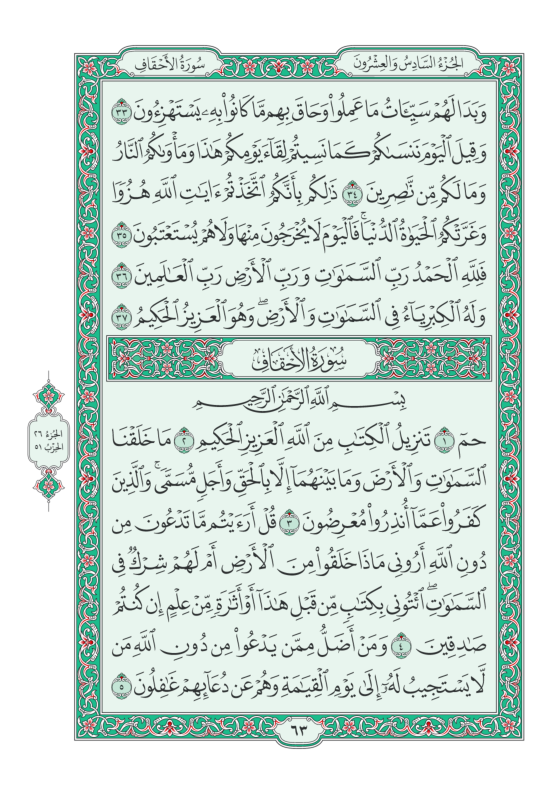 سُورَةُ الأَحْقَافِ
الجُزْءُ السَّادِسُ وَالعِشْرُونَ
وَبَدَا لَهُمْ سَيِّـَٔاتُ مَا عَمِلُوا۟ وَحَاقَ بِهِم مَّا كَانُوا۟ بِهِۦ يَسْتَهْزِءُونَ ٣٣
وَقِيلَ ٱلْيَوْمَ نَنسَىٰكُمْ كَمَا نَسِيتُمْ لِقَآءَ يَوْمِكُمْ هَٰذَا وَمَأْوَىٰكُمُ ٱلنَّارُ
وَمَا لَكُم مِّن نَّـٰصِرِينَ ٣٤ ذَٰلِكُم بِأَنَّكُمُ ٱتَّخَذْتُمْ ءَايَـٰتِ ٱللَّهِ هُزُوًا
وَغَرَّتْكُمُ ٱلْحَيَوٰةُ ٱلدُّنْيَا ۚ فَٱلْيَوْمَ لَا يُخْرَجُونَ مِنْهَا وَلَا هُمْ يُسْتَعْتَبُونَ ٣٥
فَلِلَّهِ ٱلْحَمْدُ رَبِّ ٱلسَّمَـٰوَٰتِ وَرَبِّ ٱلْأَرْضِ رَبِّ ٱلْعَـٰلَمِينَ ٣٦
وَلَهُ ٱلْكِبْرِيَآءُ فِى ٱلسَّمَـٰوَٰتِ وَٱلْأَرْضِ ۖ وَهُوَ ٱلْعَزِيزُ ٱلْحَكِيمُ ٣٧
سُورَةُ الأَحْقَافِ
بِسْمِ ٱللَّهِ ٱلرَّحْمَٰنِ ٱلرَّحِيمِ
حمٓ ١ تَنزِيلُ ٱلْكِتَـٰبِ مِنَ ٱللَّهِ ٱلْعَزِيزِ ٱلْحَكِيمِ ٢ مَا خَلَقْنَا
ٱلسَّمَـٰوَٰتِ وَٱلْأَرْضَ وَمَا بَيْنَهُمَآ إِلَّا بِٱلْحَقِّ وَأَجَلٍ مُّسَمًّى ۚ وَٱلَّذِينَ
كَفَرُوا۟ عَمَّآ أُنذِرُوا۟ مُعْرِضُونَ ٣ قُلْ أَرَءَيْتُم مَّا تَدْعُونَ مِن
دُونِ ٱللَّهِ أَرُونِى مَاذَا خَلَقُوا۟ مِنَ ٱلْأَرْضِ أَمْ لَهُمْ شِرْكٌ فِى
ٱلسَّمَـٰوَٰتِ ۖ ٱئْتُونِى بِكِتَـٰبٍ مِّن قَبْلِ هَـٰذَآ أَوْ أَثَـٰرَةٍ مِّنْ عِلْمٍ إِن كُنتُمْ
صَـٰدِقِينَ ٤ وَمَنْ أَضَلُّ مِمَّن يَدْعُوا۟ مِن دُونِ ٱللَّهِ مَن
لَّا يَسْتَجِيبُ لَهُۥٓ إِلَىٰ يَوْمِ ٱلْقِيَـٰمَةِ وَهُمْ عَن دُعَآئِهِمْ غَـٰفِلُونَ ٥
الجُزْءُ ٢٦
الحِزْبُ ٥١
٦٣